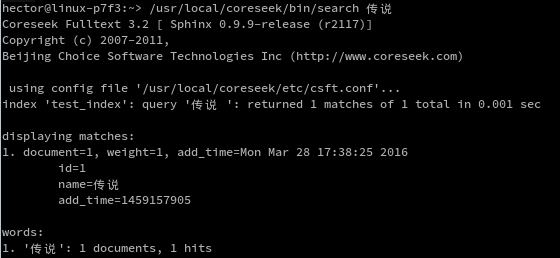 hector@linux-p7f3:~> /usr/local/coreseek/bin/search 传说
Coreseek Fulltext 3.2 [ Sphinx 0.9.9-release (r2117)]
Copyright (c) 2007-2011,
Beijing Choice Software Technologies Inc (http://www.coreseek.com)
using config file '/usr/local/coreseek/etc/csft.conf'...
index 'test_index': query '传说 ': returned 1 matches of 1 total in 0.001 sec
displaying matches:
1. document=1, weight=1, add_time=Mon Mar 28 17:38:25 2016
id=1
name=传说
add_time=1459157905
words:
1. '传说': 1 documents, 1 hits